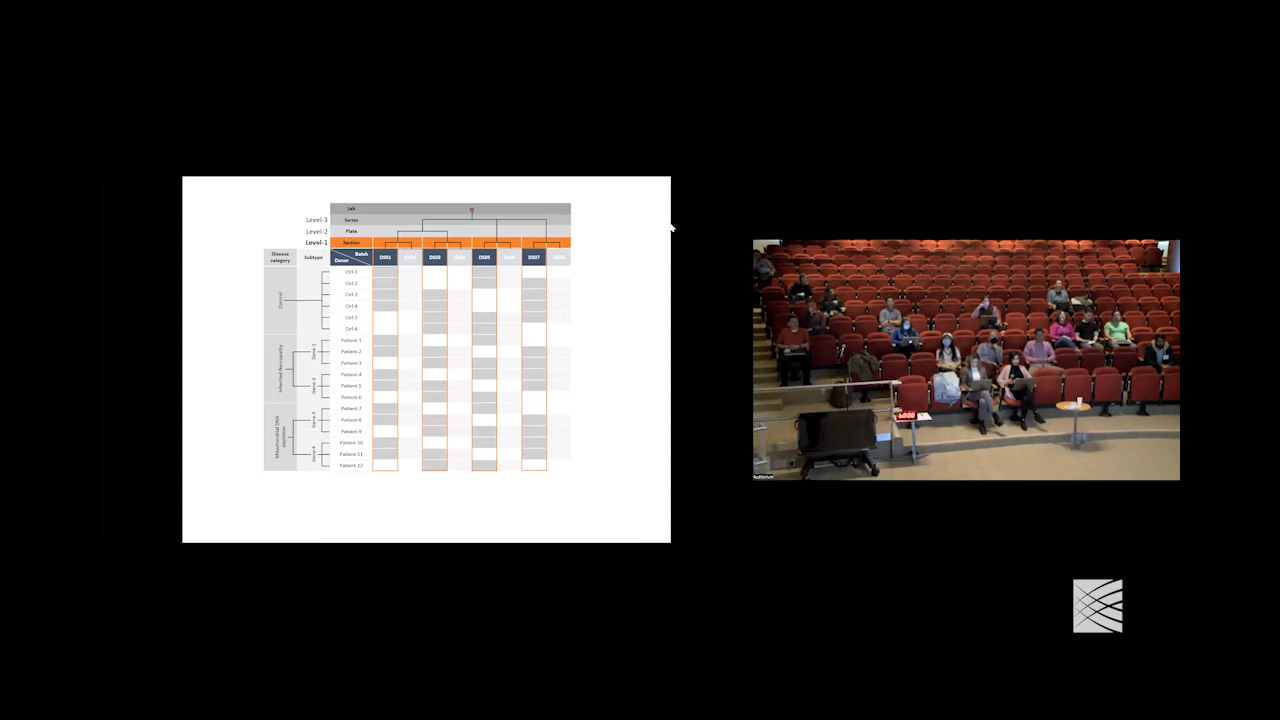 Lab
Level-3 Series
Level-2 Plate
Level-1 Section
Disease category Subtype Batch Donor DS01 DS03 DS05 DS07
Control
Ctrl-1
Ctrl-2
Ctrl-3
Ctrl-4
Ctrl-5
Ctrl-6
Inherited Neuropathy
Gene-1
Patient-1
Patient-2
Patient-3
Gene-2
Patient-4
Patient-5
Patient-6
Mitochondrial DNA depletion
Gene-3
Patient-7
Patient-8
Patient-9
Gene-4
Patient-10
Patient-11
Patient-12
Auditorium